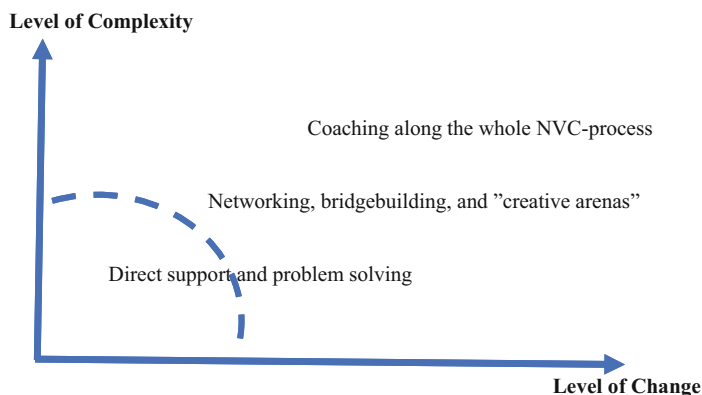 Level of Complexity
Coaching along the whole NVC-process
Networking, bridgebuilding, and ”creative arenas”
Direct support and problem solving
Level of Change